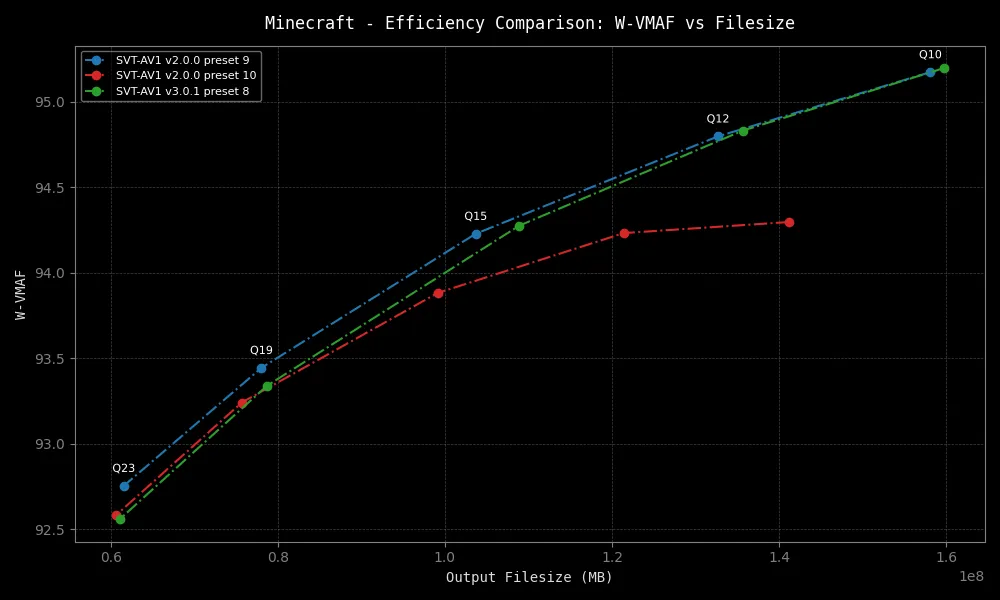 Minecraft - Efficiency Comparison: W-VMAF vs Filesize
SVT-AV1 v2.0.0 preset 9
SVT-AV1 v2.0.0 preset 10
SVT-AV1 v3.0.1 preset 8
Q10
Q12
Q15
Q19
Q23
95.0
94.5
94.0
93.5
93.0
92.5
W-VMAF
0.6
0.8
1.0
1.2
1.4
1.6
1e8
Output Filesize (MB)